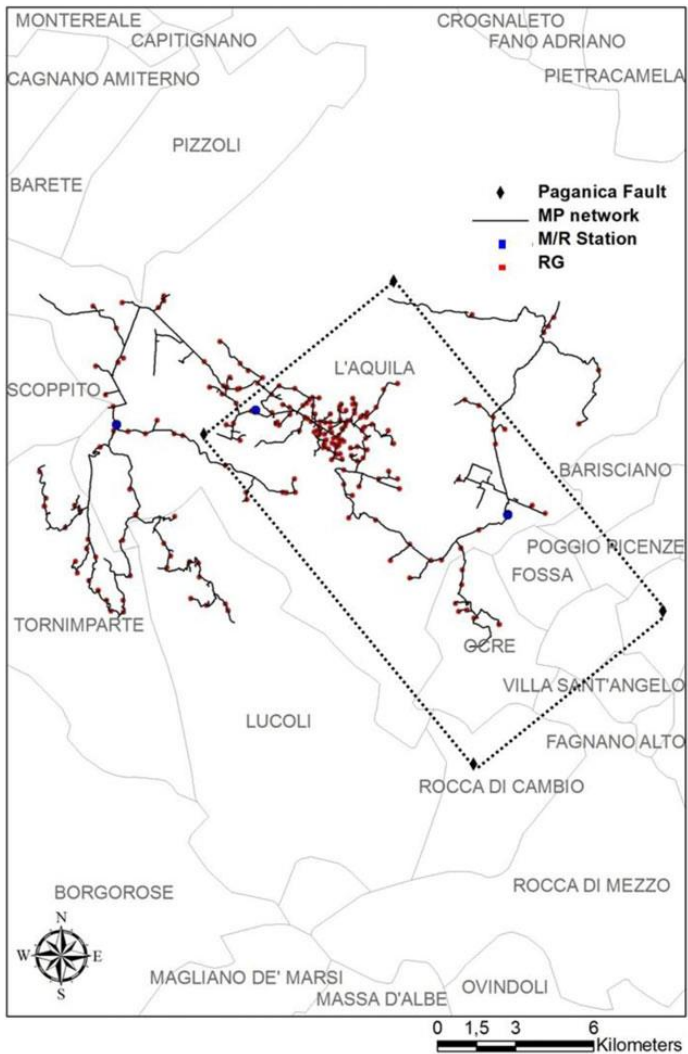 MONTEREALE
CROGNALETO
CAPITIGNANO
FANO ADRIANO
CAGNANO AMITERNO
PIETRACAMELA
PIZZOLI
BARETE
Paganica Fault
MP network
M/R Station
RG
L'AQUILA
SCOPPITO
BARISCIANO
POGGIO PICENZE
FOSSA
TORNIMPARTE
OCRE
VILLA SANT'ANGELO
LUCOLI
FAGNANO ALTO
ROCCA DI CAMBIO
BORGOROSE
ROCCA DI MEZZO
N
W E
S
MAGLIANO DE' MARSI
OVINDOLI
MASSA D'ALBE
0 1,5 3 6
Kilometers